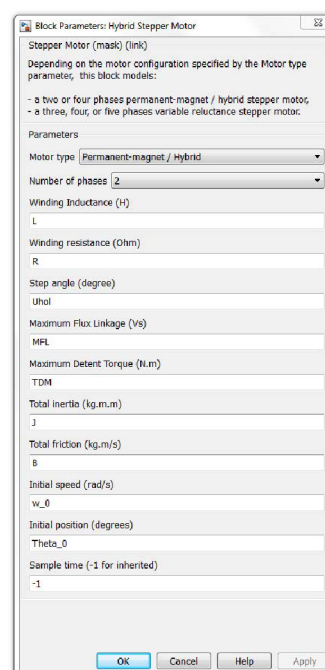 Block Parameters: Hybrid Stepper Motor
Stepper Motor (mask) (link)
Depending on the motor configuration specified by the Motor type
parameter, this block models:
- a two or four phases permanent-magnet / hybrid stepper motor,
- a three, four, or five phases variable reluctance stepper motor.
Parameters
Motor type Permanent-magnet / Hybrid
Number of phases 2
Winding Inductance (H)
L
Winding resistance (Ohm)
R
Step angle (degree)
Uhol
Maximum Flux Linkage (Vs)
MFL
Maximum Detent Torque (N.m)
TDM
Total inertia (kg.m.m)
J
Total friction (kg.m/s)
B
Initial speed (rad/s)
w_0
Initial position (degrees)
Theta_0
Sample time (-1 for inherited)
-1
OK Cancel Help Apply